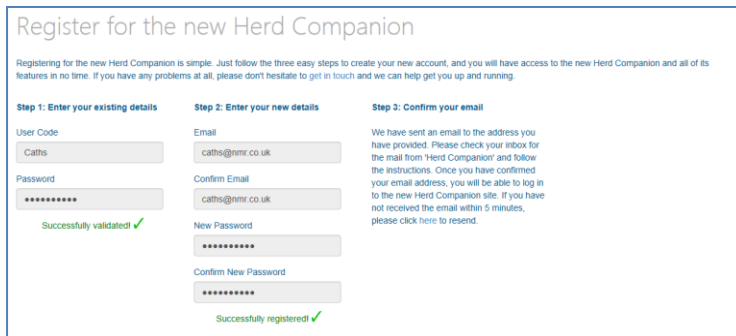 Register for the new Herd Companion
Registering for the new Herd Companion is simple. Just follow the three easy steps to create your new account, and you will have access to the new Herd Companion and all of its
features in no time. If you have any problems at all, please don't hesitate to get in touch and we can help get you up and running.
Step 1: Enter your existing details
User Code
Caths
Password
●●●●●●●●●●
Successfully validated! ✓
Step 2: Enter your new details
Email
caths@nmr.co.uk
Confirm Email
caths@nmr.co.uk
New Password
●●●●●●●●●●
Confirm New Password
●●●●●●●●●●
Successfully registered! ✓
Step 3: Confirm your email
We have sent an email to the address you
have provided. Please check your inbox for
the mail from 'Herd Companion' and follow
the instructions. Once you have confirmed
your email address, you will be able to log in
to the new Herd Companion site. If you have
not received the email within 5 minutes,
please click here to resend.